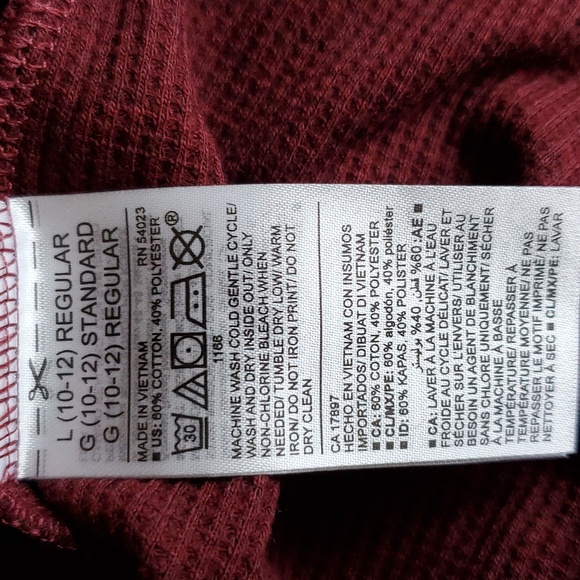 L (10-12) REGULAR
G (10-12) STANDARD
G (10-12) REGULAR
RN 54023
MADE IN VIETNAM
■ US: 60% COTTON, 40% POLYESTER
30
®
1166
MACHINE WASH COLD GENTLE CYCLE/
WASH AND DRY INSIDE OUT/ ONLY
NON-CHLORINE BLEACH WHEN
NEEDED/ TUMBLE DRY LOW/ WARM
IRON/ DO NOT IRON PRINT/ DO NOT
DRY CLEAN
CA 17897
HECHO EN VIETNAM CON INSUMOS
IMPORTADOS/ DIBUAT DI VIETNAM
■ CA: 60% COTON, 40% POLYESTER
■ CL/MX/PE: 60% algodón, 40% poliéster
■ ID: 60% KAPAS, 40% POLISTER
■ AE: 60% قطن, 40% بوليستر
■ CA: LAVER À LA MACHINE À L'EAU
FROIDE AU CYCLE DÉLICAT/ LAVER ET
SÉCHER SUR L'ENVERS/ UTILISER AU
BESOIN UN AGENT DE BLANCHIMENT
SANS CHLORE UNIQUEMENT/ SÉCHER
À LA MACHINE À BASSE
TEMPÉRATURE/ REPASSER À
TEMPÉRATURE MOYENNE/ NE PAS
REPASSER LE MOTIF IMPRIMÉ/ NE PAS
NETTOYER À SEC ■ CL/MX/PE: LAVAR